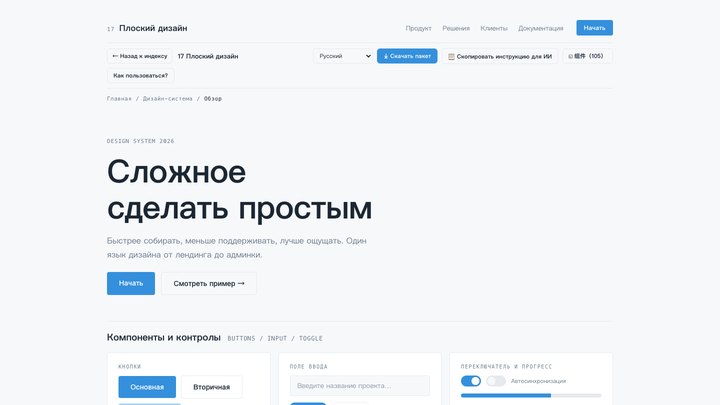 17 Плоский дизайн
Продукт Решения Клиенты Документация Начать
← Назад к индексу 17 Плоский дизайн Русский Скачать пакет Скопировать инструкцию для ИИ 组件 (105)
Как пользоваться?
Главная / Дизайн-система / Обзор
DESIGN SYSTEM 2026
Сложное
сделать простым
Быстрее собирать, меньше поддерживать, лучше ощущать. Один
язык дизайна от лендинга до админки.
Начать Смотреть пример →
Компоненты и контролы BUTTONS / INPUT / TOGGLE
КНОПКИ
Основная Вторичная
ПОЛЕ ВВОДА
Введите название проекта...
ПЕРЕКЛЮЧАТЕЛЬ И ПРОГРЕСС
Автосинхронизация